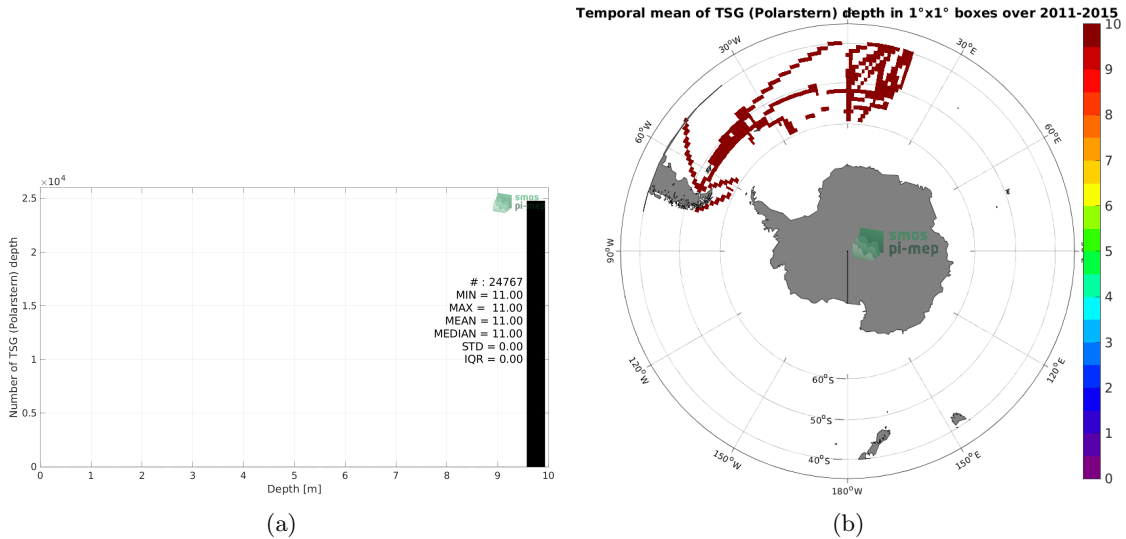 Temporal mean of TSG (Polarstern) depth in 1°x1° boxes over 2011-2015
×10⁴
Number of TSG (Polarstern) depth
2.5
2
1.5
1
0.5
0
smos
pi-mep
# : 24767
MIN = 11.00
MAX = 11.00
MEAN = 11.00
MEDIAN = 11.00
STD = 0.00
IQR = 0.00
0 1 2 3 4 5 6 7 8 9 10
Depth [m]
(a)
30°W
30°E
60°W
60°E
90°W
smos
pi-mep
120°W
120°E
60°S
50°S
40°S
150°W
150°E
180°W
10
9
8
7
6
5
4
3
2
1
0
(b)